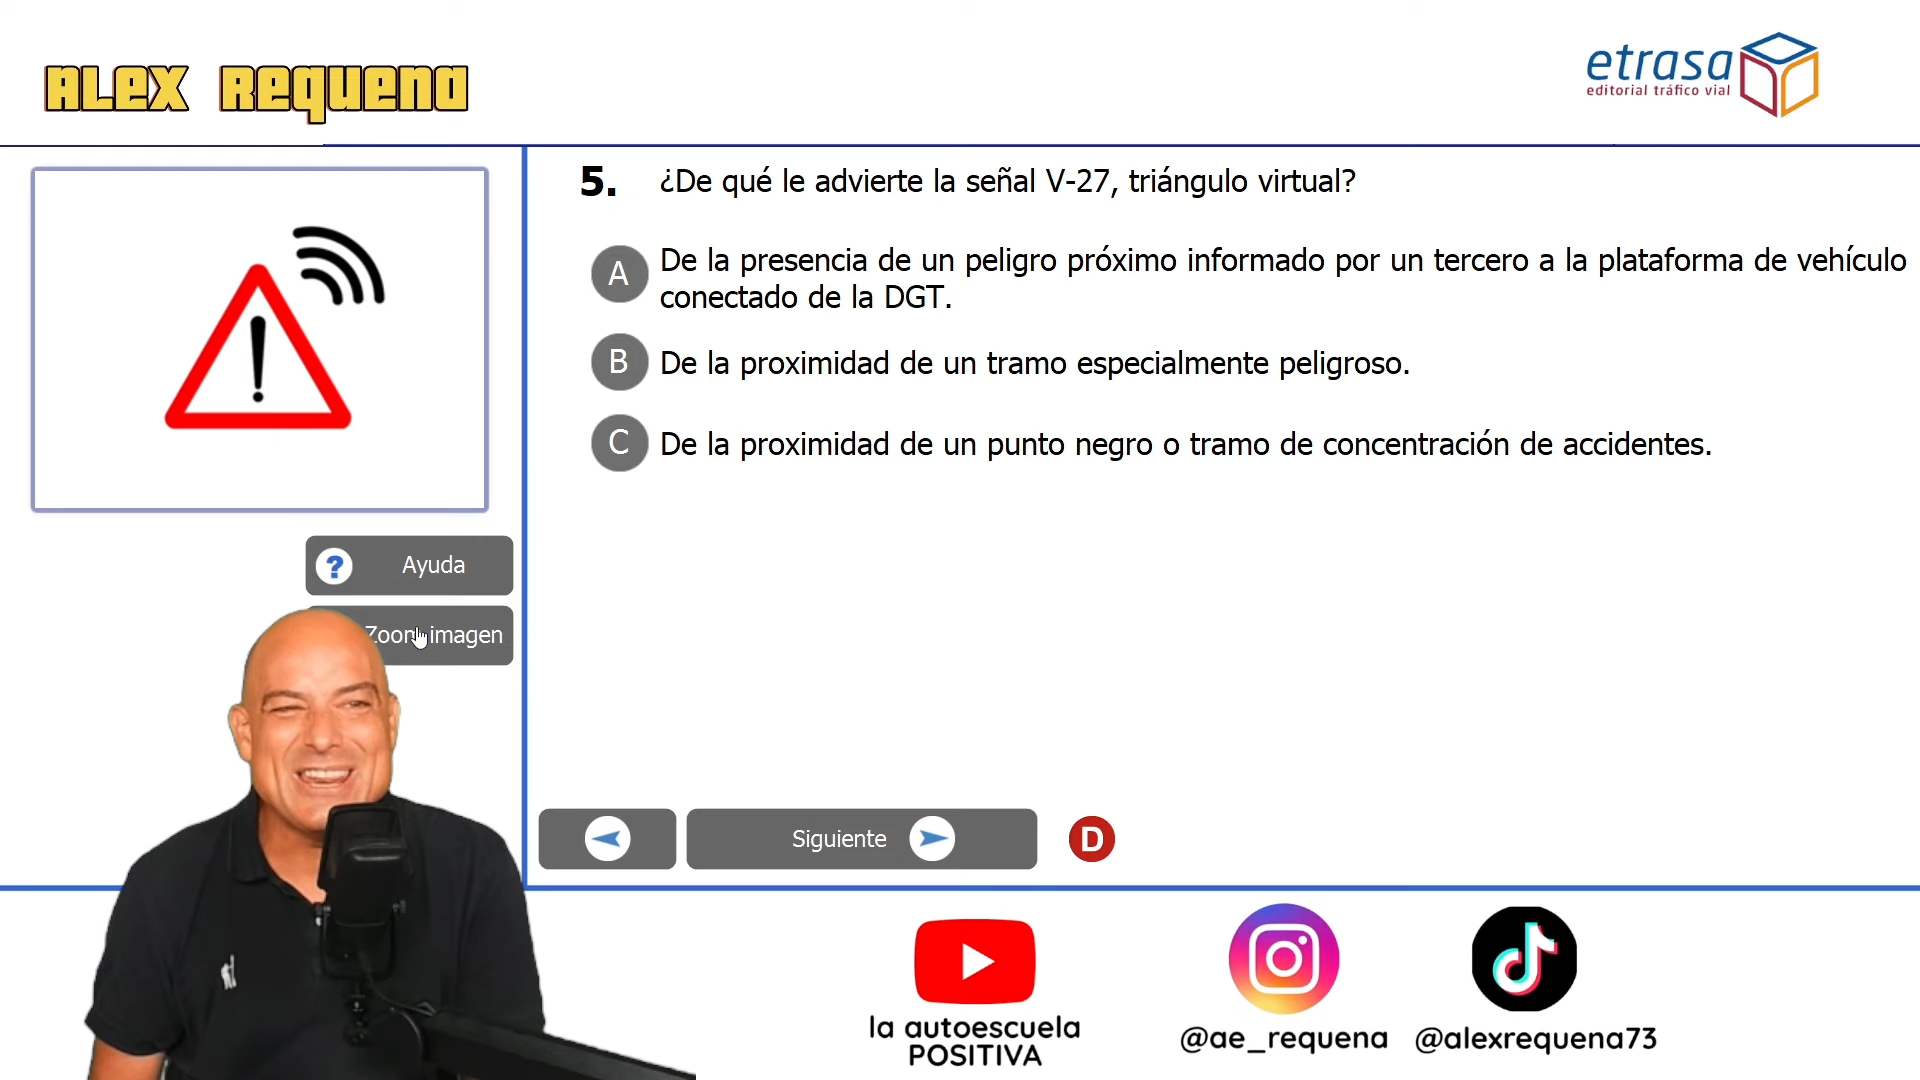 ALEX REQUENA
etrasa
editorial tráfico vial
5. ¿De qué le advierte la señal V-27, triángulo virtual?
A De la presencia de un peligro próximo informado por un tercero a la plataforma de vehículo
conectado de la DGT.
B De la proximidad de un tramo especialmente peligroso.
C De la proximidad de un punto negro o tramo de concentración de accidentes.
? Ayuda
Zoom imagen
Siguiente
D
la autoescuela
POSITIVA
@ae_requena
@alexrequena73